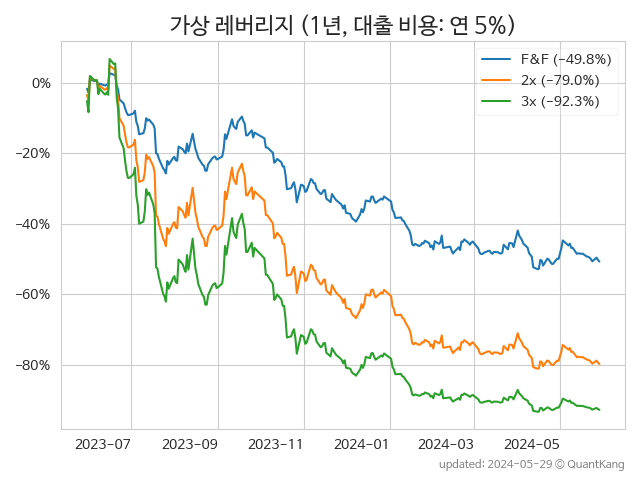 가상 레버리지 (1년, 대출 비용: 연 5%)
F&F (−49.8%)
2x (−79.0%)
3x (−92.3%)
0%
−20%
−40%
−60%
−80%
2023−07 2023−09 2023−11 2024−01 2024−03 2024−05
updated: 2024-05-29 © QuantKang